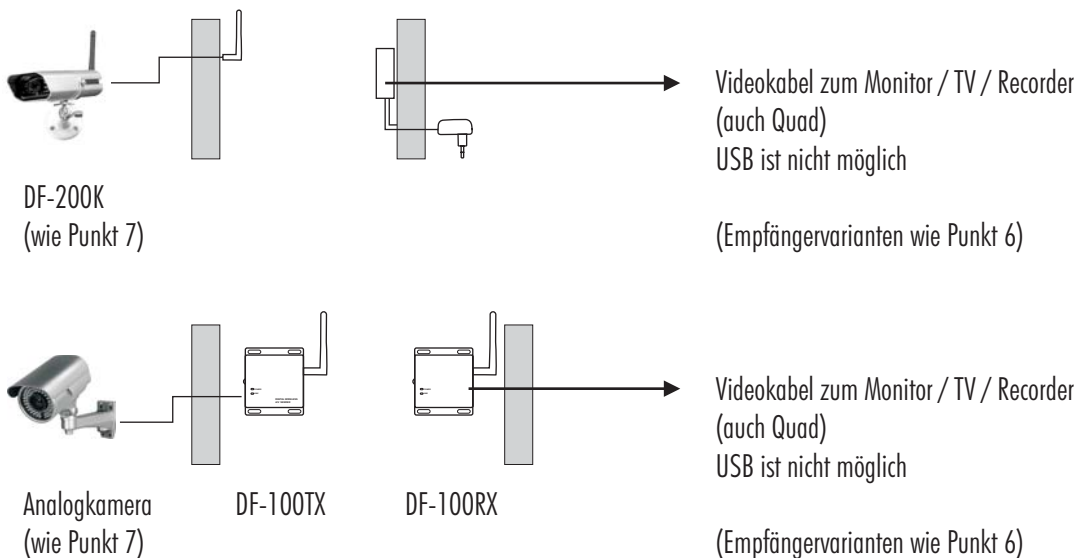 Videokabel zum Monitor / TV / Recorder
(auch Quad)
USB ist nicht möglich
DF-200K
(wie Punkt 7)
(Empfängervarianten wie Punkt 6)
Videokabel zum Monitor / TV / Recorder
(auch Quad)
USB ist nicht möglich
Analogkamera
(wie Punkt 7)
DF-100TX
DF-100RX
(Empfängervarianten wie Punkt 6)